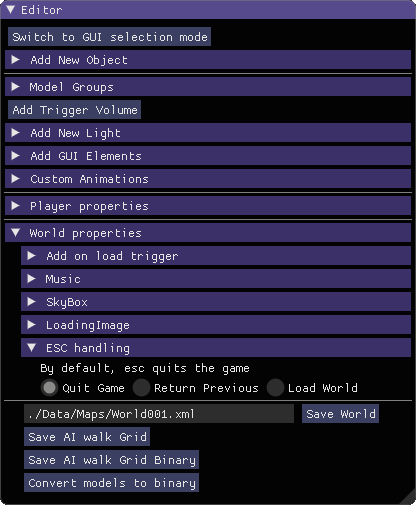 Editor
Switch to GUI selection mode
Add New Object
Model Groups
Add Trigger Volume
Add New Light
Add GUI Elements
Custom Animations
Player properties
World properties
Add on load trigger
Music
SkyBox
LoadingImage
ESC handling
By default, esc quits the game
Quit Game Return Previous Load World
./Data/Maps/World001.xml Save World
Save AI walk Grid
Save AI walk Grid Binary
Convert models to binary